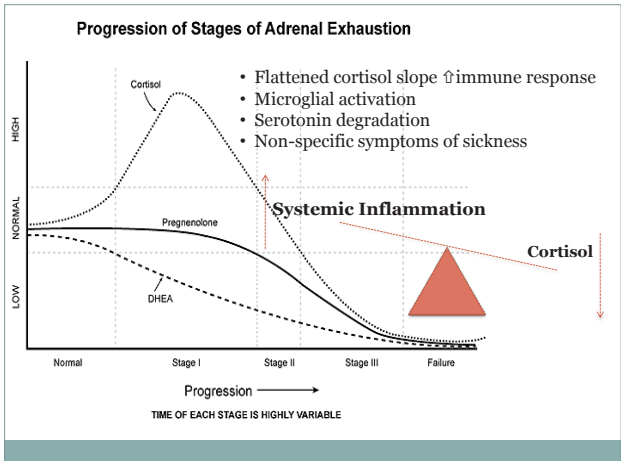 Progression of Stages of Adrenal Exhaustion
• Flattened cortisol slope ⇧immune response
• Microglial activation
• Serotonin degradation
• Non-specific symptoms of sickness
Cortisol
HIGH
NORMAL
LOW
Pregnenolone
Systemic Inflammation
Cortisol
DHEA
Normal
Stage I
Stage II
Stage III
Failure
Progression
TIME OF EACH STAGE IS HIGHLY VARIABLE